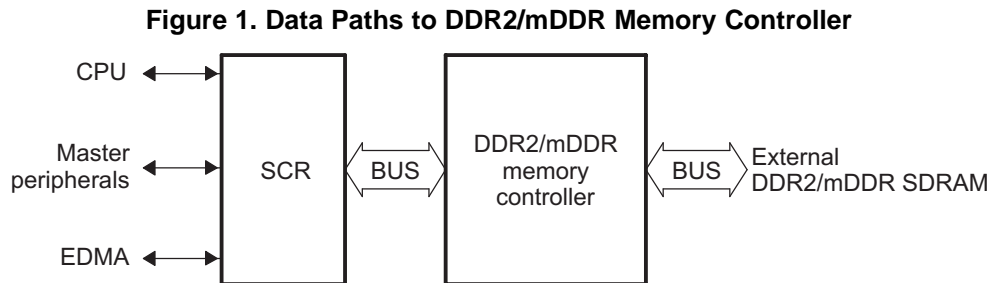 Figure 1. Data Paths to DDR2/mDDR Memory Controller
CPU
Master
peripherals
EDMA
SCR
BUS
DDR2/mDDR
memory
controller
BUS
External
DDR2/mDDR SDRAM